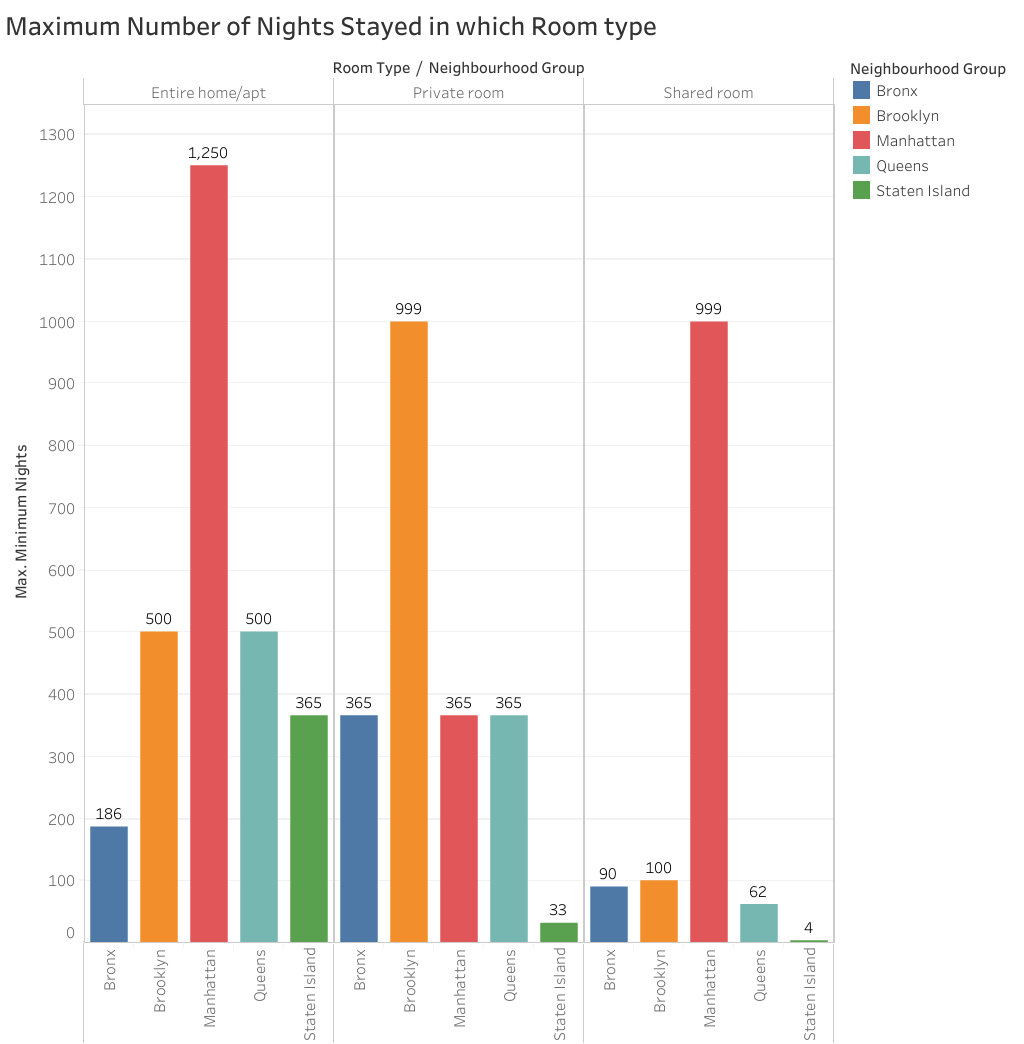 Maximum Number of Nights Stayed in which Room type
Room Type / Neighbourhood Group
Entire home/apt
Private room
Shared room
Neighbourhood Group
Bronx
Brooklyn
Manhattan
Queens
Staten Island
Max. Minimum Nights
1300
1200
1100
1000
900
800
700
600
500
400
300
200
100
0
186
500
1,250
500
365
365
999
365
365
33
90
100
999
62
4
Bronx
Brooklyn
Manhattan
Queens
Staten Island
Bronx
Brooklyn
Manhattan
Queens
Staten Island
Bronx
Brooklyn
Manhattan
Queens
Staten Island